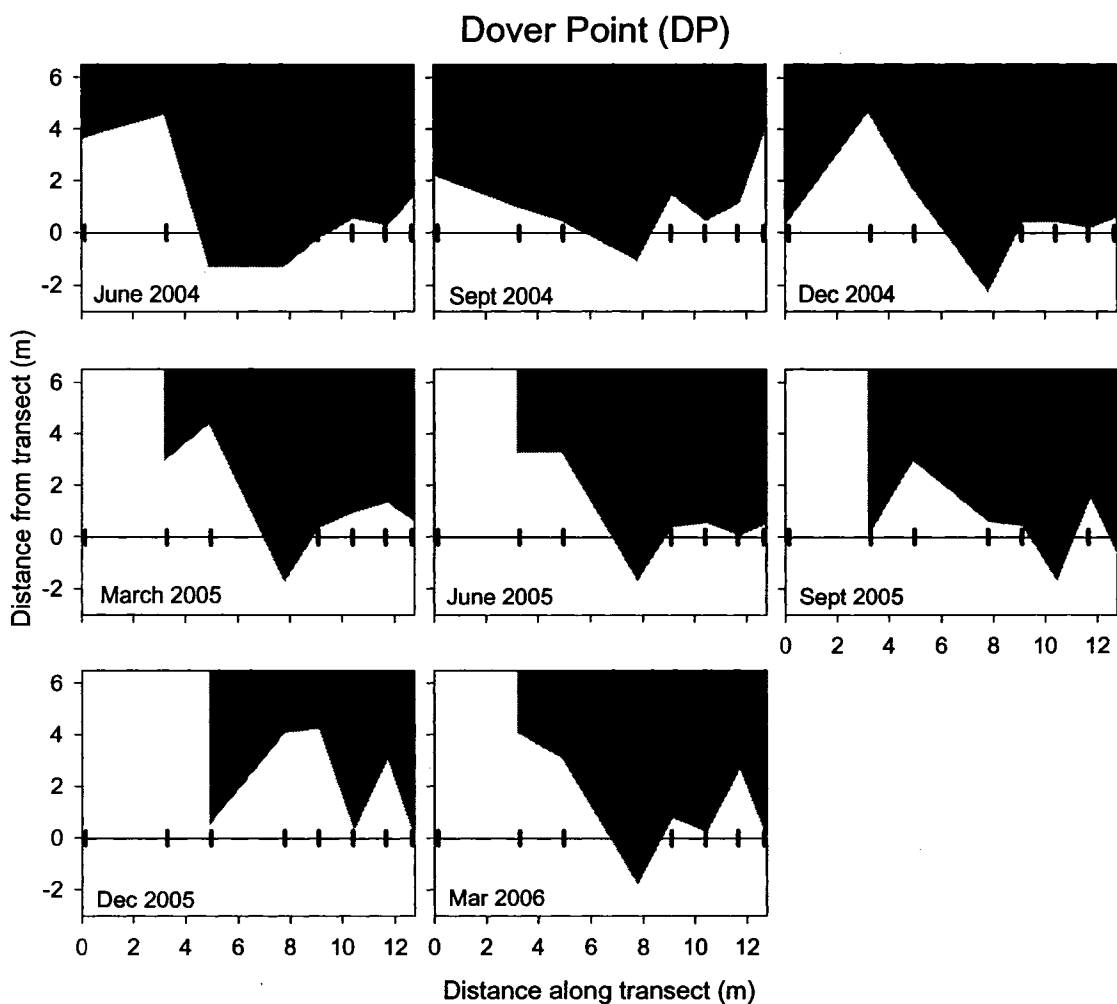 Dover Point (DP)
6
4
2
0
-2
June 2004
Sept 2004
Dec 2004
Distance from transect (m)
6
4
2
0
-2
March 2005
June 2005
Sept 2005
0 2 4 6 8 10 12
6
4
2
0
-2
Dec 2005
Mar 2006
0 2 4 6 8 10 12
0 2 4 6 8 10 12
Distance along transect (m)